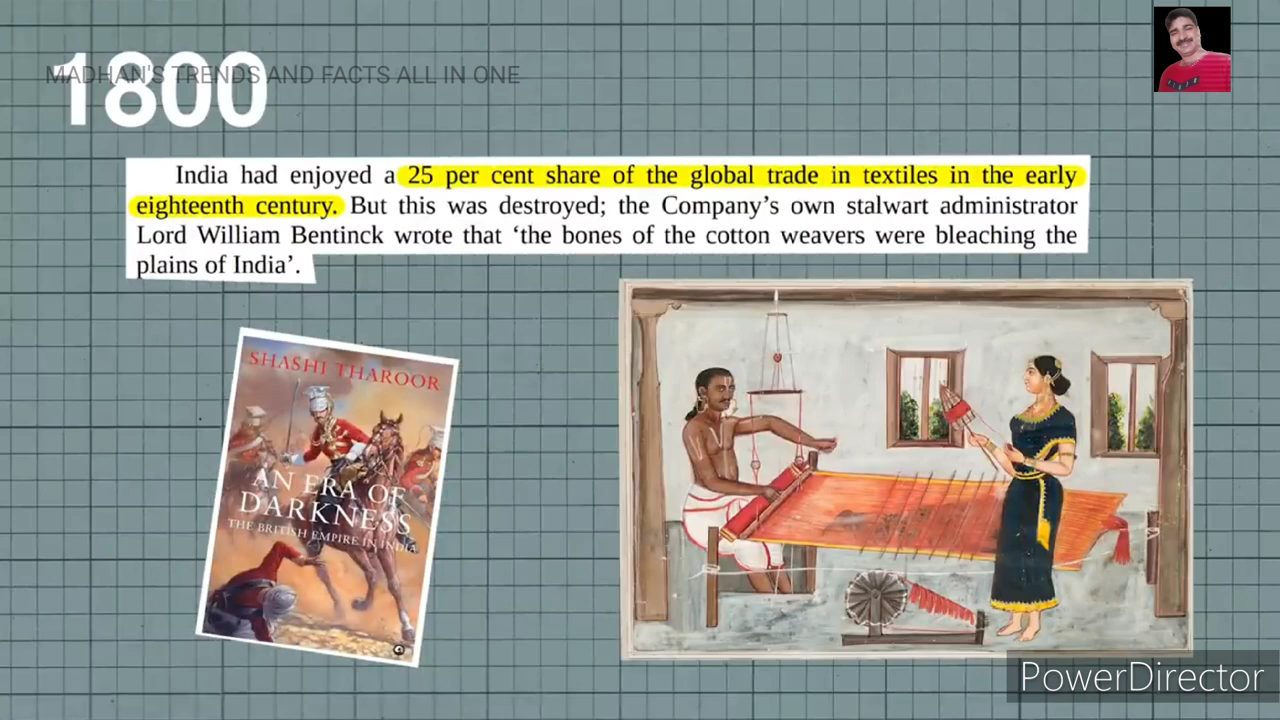 MADHAN'S TRENDS AND FACTS ALL IN ONE
1800
India had enjoyed a 25 per cent share of the global trade in textiles in the early
eighteenth century. But this was destroyed; the Company’s own stalwart administrator
Lord William Bentinck wrote that ‘the bones of the cotton weavers were bleaching the
plains of India’.
SHASHI THAROOR
AN ERA OF
DARKNESS
THE BRITISH EMPIRE IN INDIA
PowerDirector